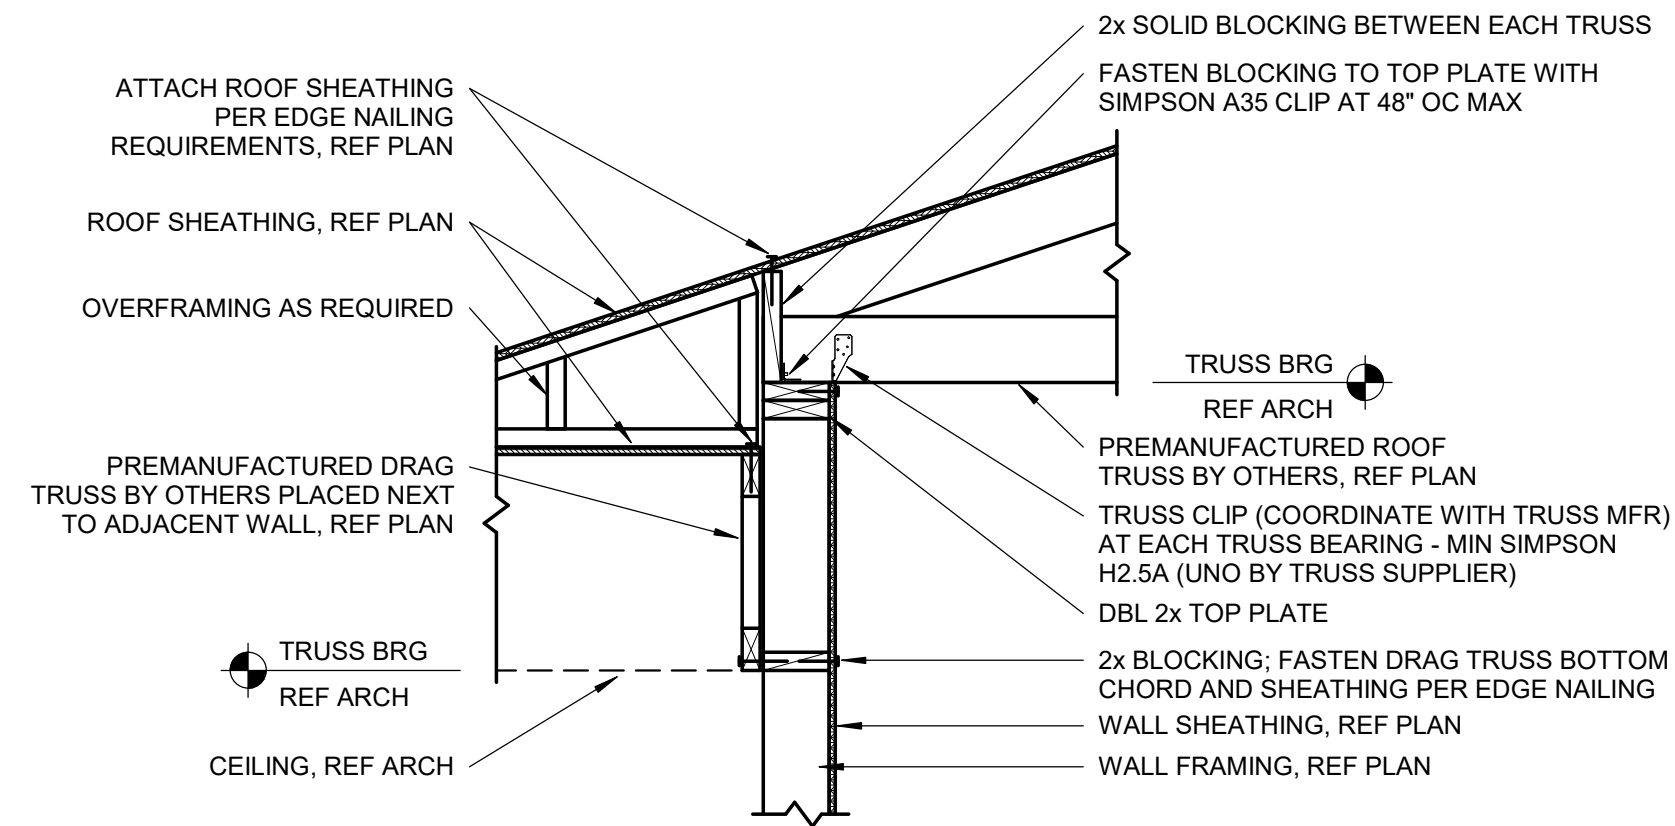 ATTACH ROOF SHEATHING
PER EDGE NAILING
REQUIREMENTS, REF PLAN
ROOF SHEATHING, REF PLAN
OVERFRAMING AS REQUIRED
PREMANUFACTURED DRAG
TRUSS BY OTHERS PLACED NEXT
TO ADJACENT WALL, REF PLAN
TRUSS BRG
REF ARCH
CEILING, REF ARCH
2x SOLID BLOCKING BETWEEN EACH TRUSS
FASTEN BLOCKING TO TOP PLATE WITH
SIMPSON A35 CLIP AT 48" OC MAX
TRUSS BRG
REF ARCH
PREMANUFACTURED ROOF
TRUSS BY OTHERS, REF PLAN
TRUSS CLIP (COORDINATE WITH TRUSS MFR)
AT EACH TRUSS BEARING - MIN SIMPSON
H2.5A (UNO BY TRUSS SUPPLIER)
DBL 2x TOP PLATE
2x BLOCKING; FASTEN DRAG TRUSS BOTTOM
CHORD AND SHEATHING PER EDGE NAILING
WALL SHEATHING, REF PLAN
WALL FRAMING, REF PLAN